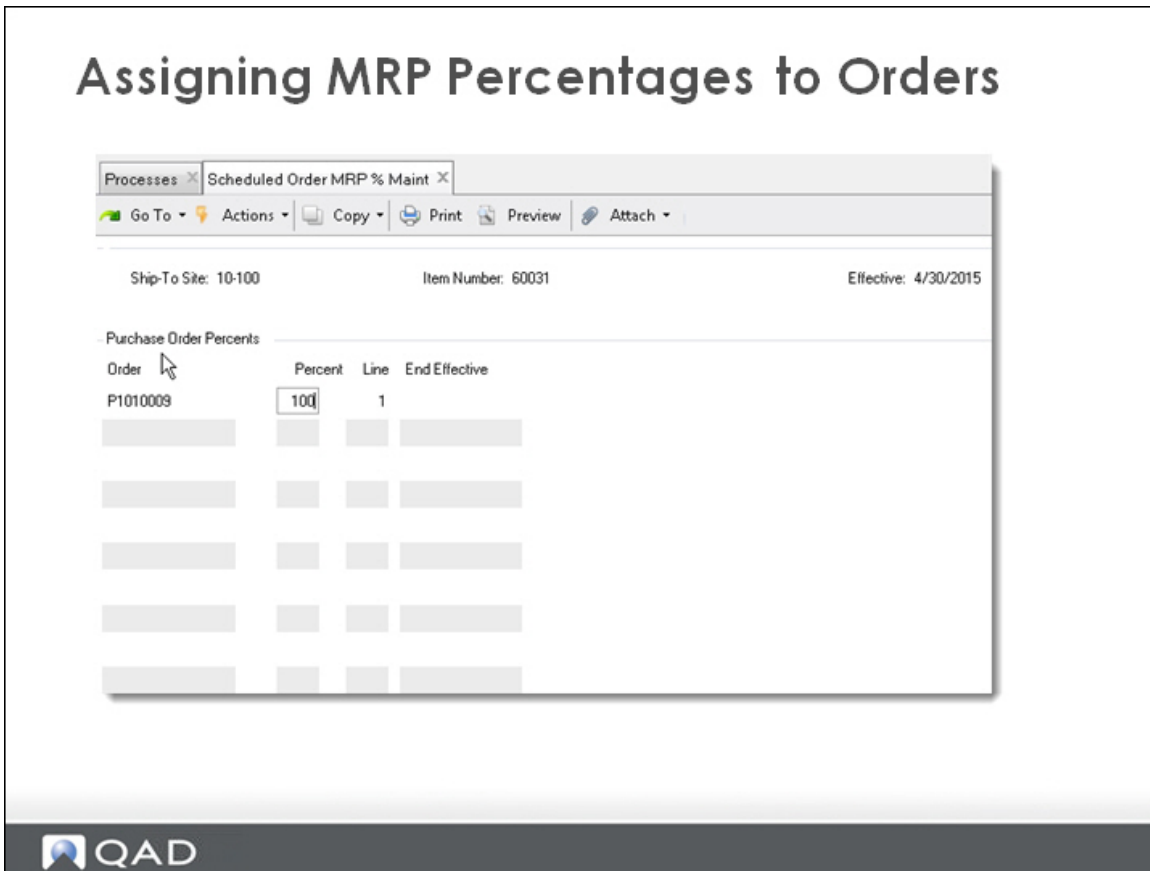 Assigning MRP Percentages to Orders
Processes Scheduled Order MRP % Maint
Go To Actions Copy Print Preview Attach
Ship-To Site: 10-100 Item Number: 60031 Effective: 4/30/2015
Purchase Order Percents
Order Percent Line End Effective
P1010009 100 1
QAD